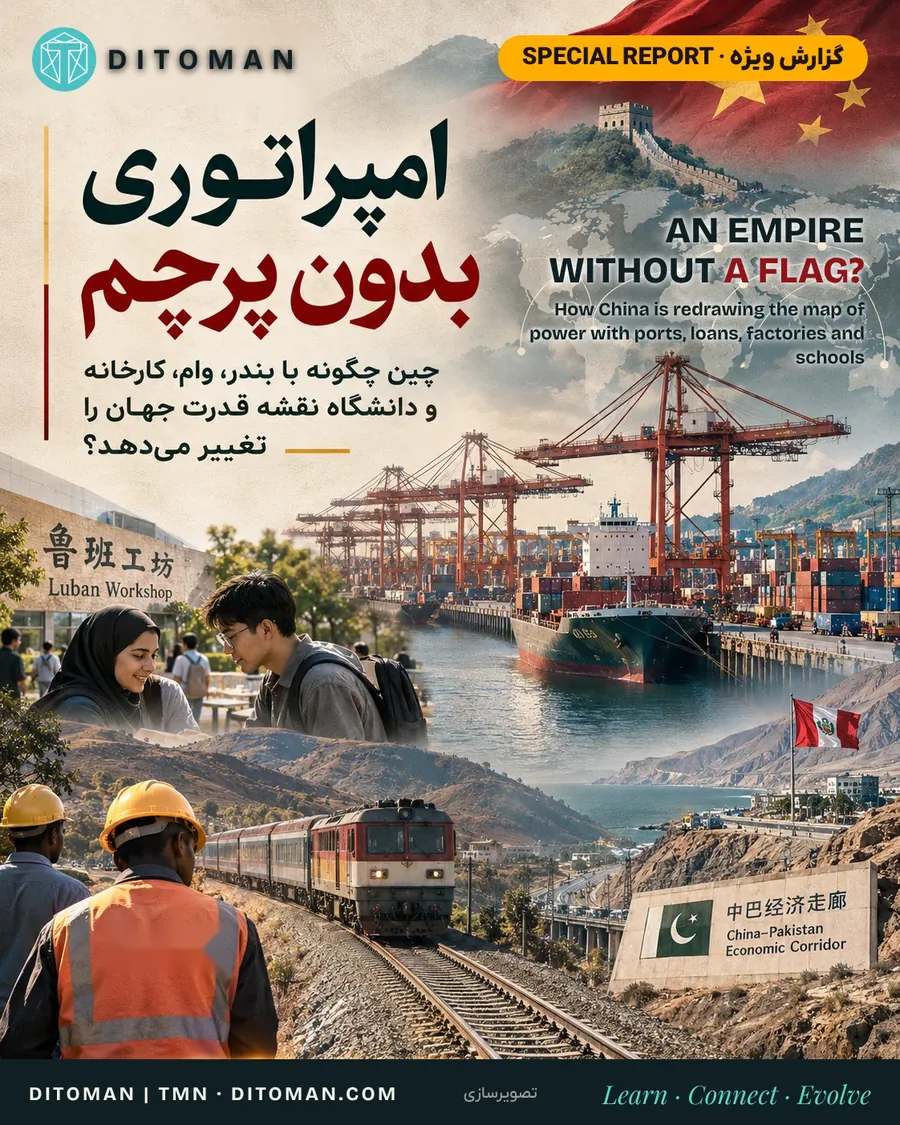 DITOMAN
SPECIAL REPORT · گزارش ویژه
امپراتوری
بدون پرچم
چین چگونه با بندر، وام، کارخانه
و دانشگاه نقشه قدرت جهان را
تغییر می‌دهد؟
AN EMPIRE
WITHOUT A FLAG?
How China is redrawing the map of
power with ports, loans, factories and
schools
鲁班工坊
Luban Workshop
中巴经济走廊
China–Pakistan
Economic Corridor
DITOMAN | TMN · DITOMAN.COM
تصویرسازی
Learn · Connect · Evolve